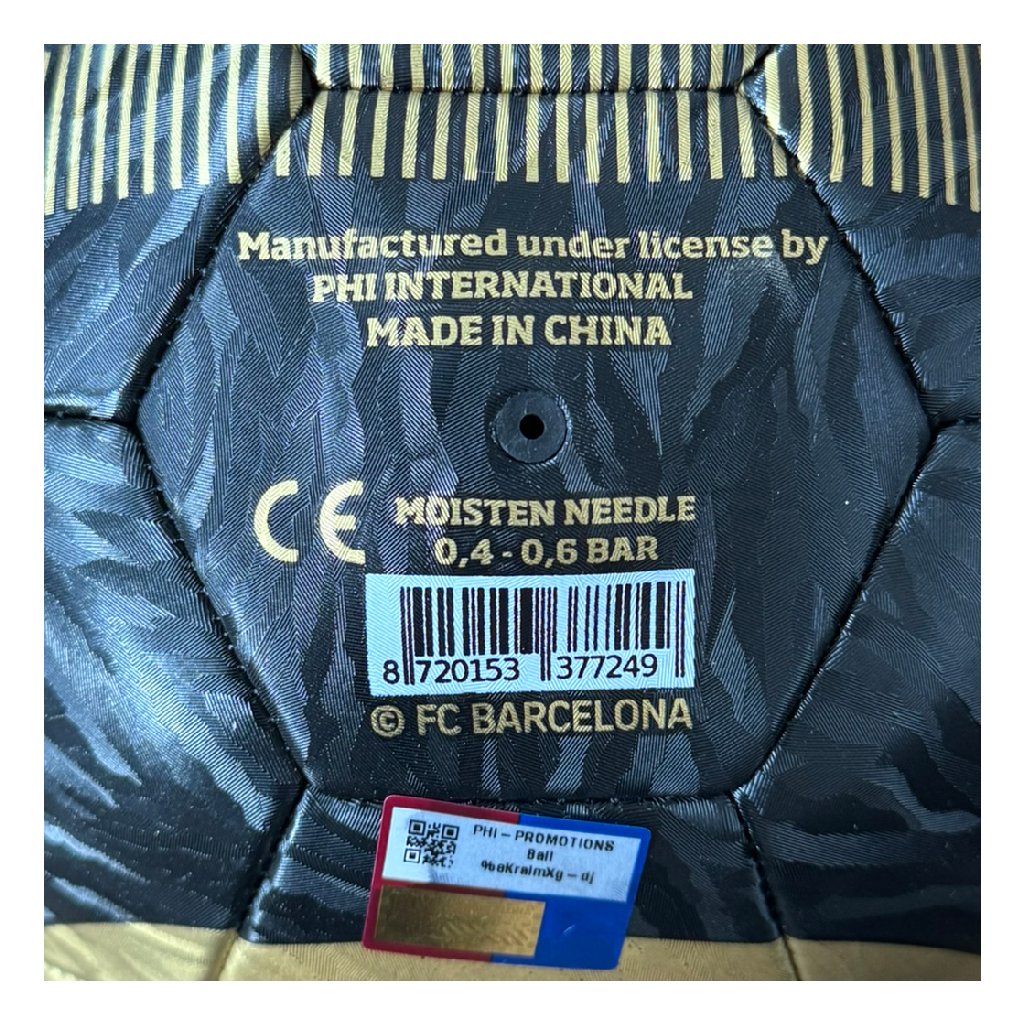 Manufactured under license by
PHI INTERNATIONAL
MADE IN CHINA
CE
MOISTEN NEEDLE
0,4 - 0,6 BAR
8 720153 377249
© FC BARCELONA
PHI – PROMOTIONS
Ball